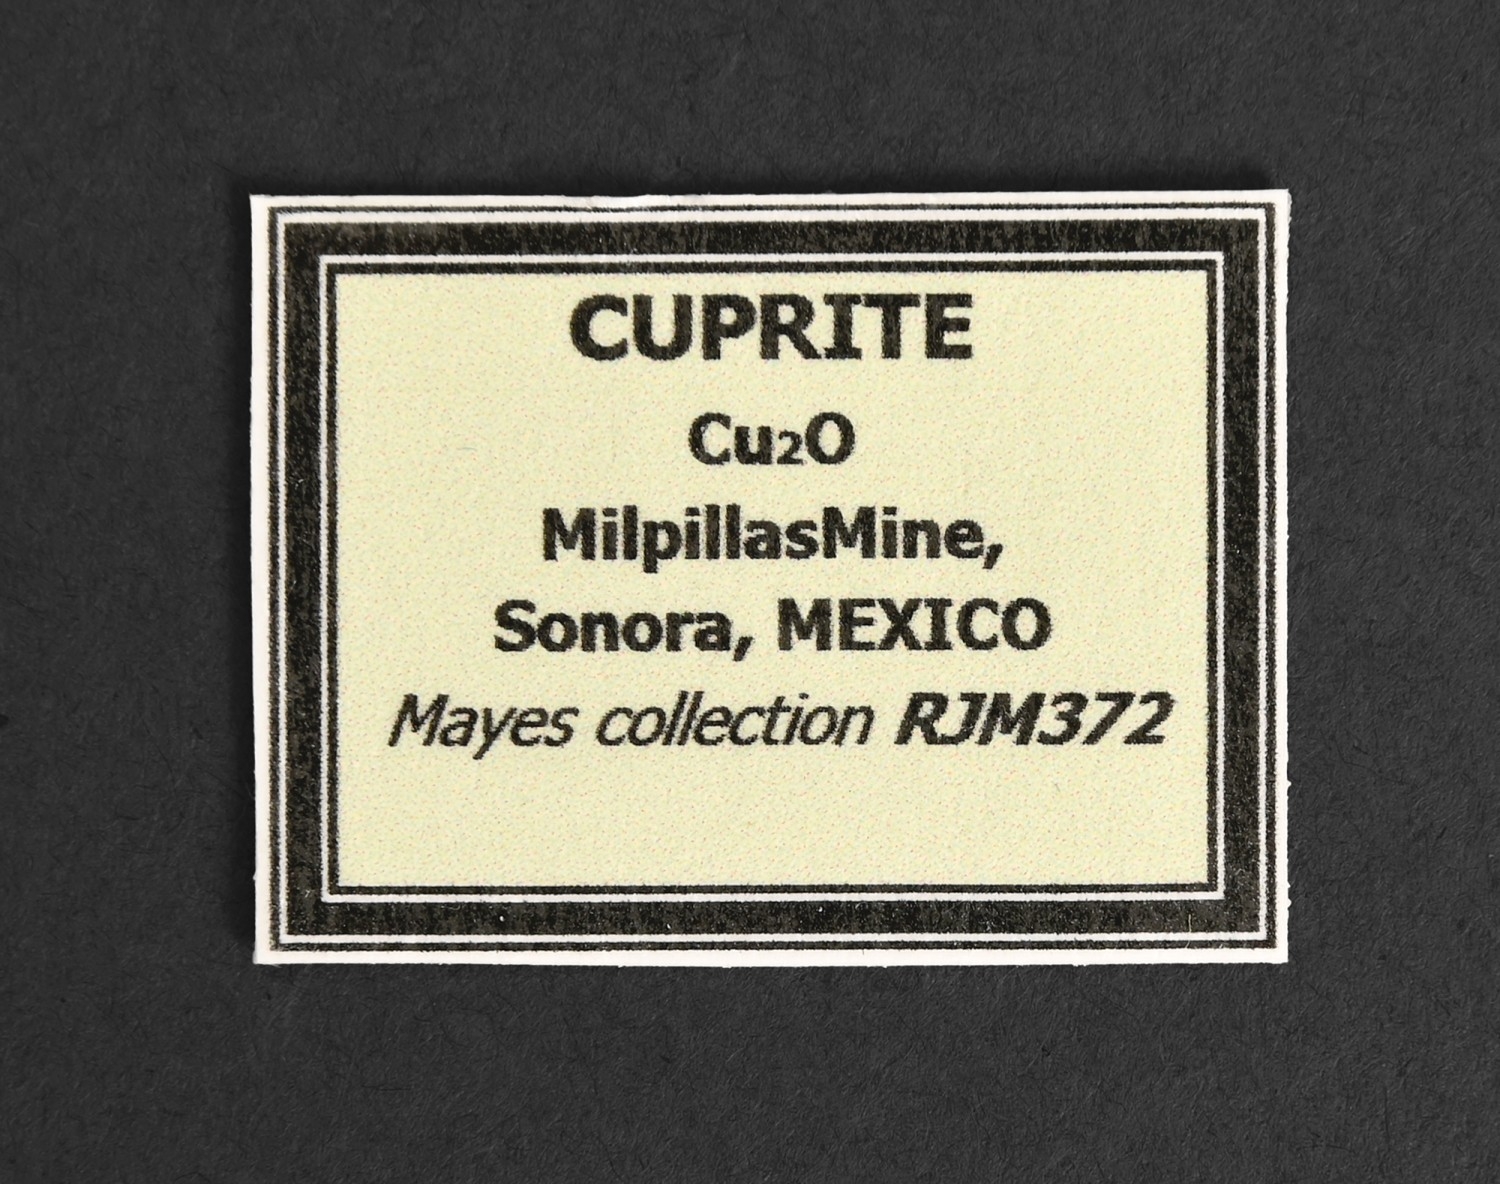 CUPRITE
Cu₂O
MilpillasMine,
Sonora, MEXICO
Mayes collection RJM372